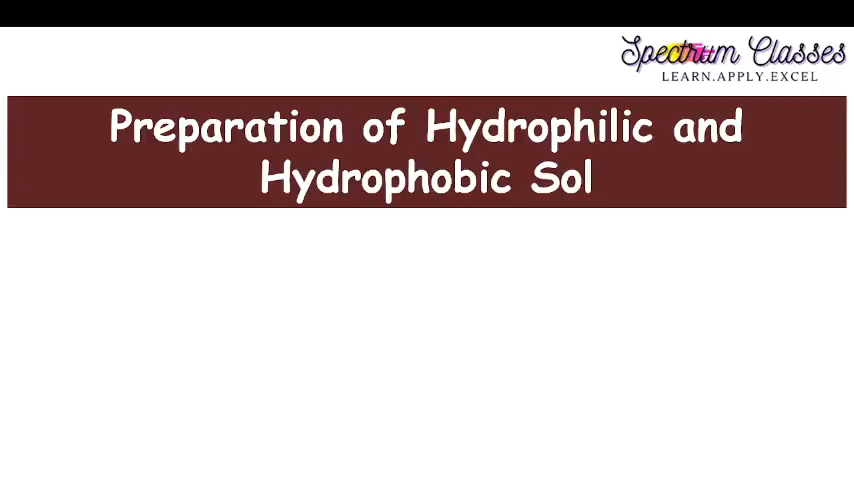 Spectrum Classes
LEARN.APPLY.EXCEL
Preparation of Hydrophilic and
Hydrophobic Sol